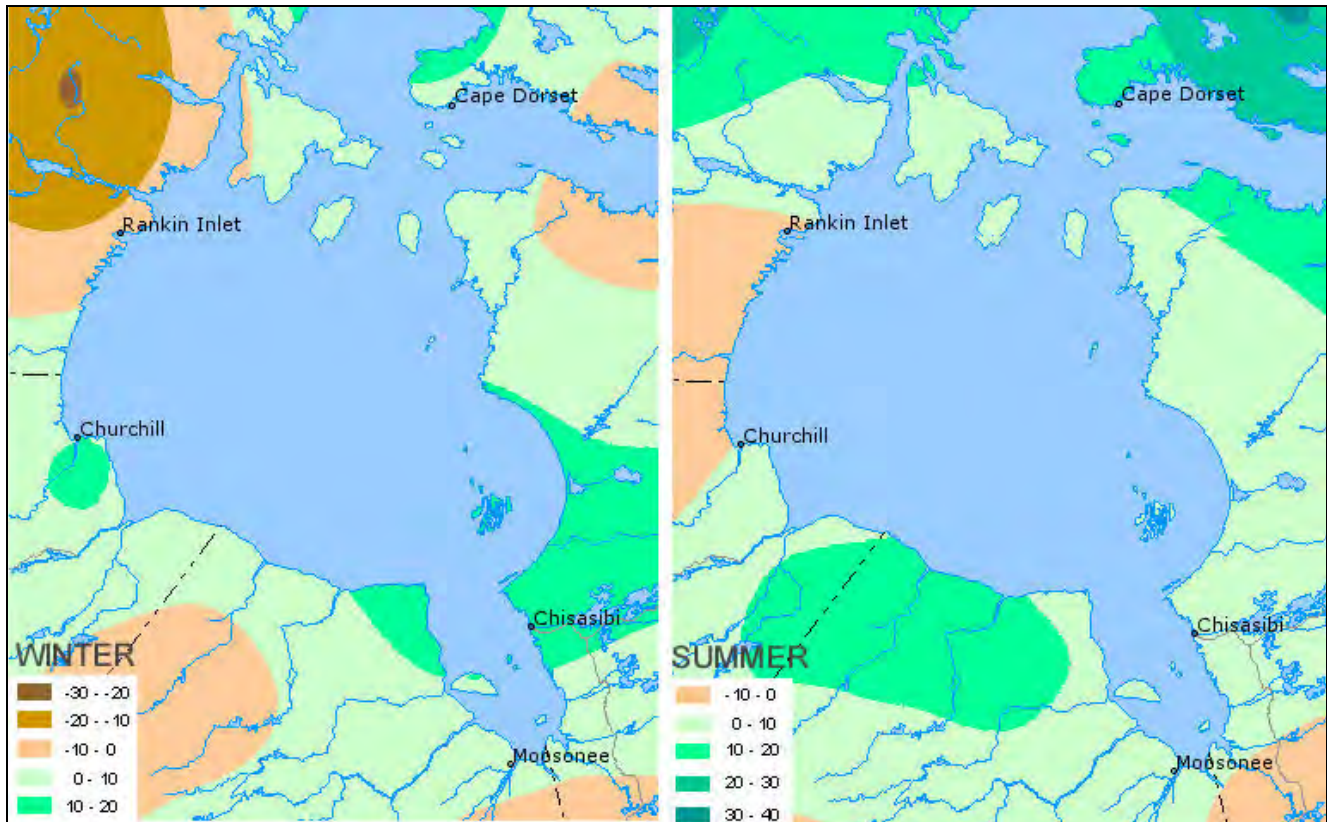 Cape Dorset
Rankin Inlet
Churchill
Chisasibi
WINTER
-30 - -20
-20 - -10
-10 - 0
0 - 10
10 - 20
Moosonee
Cape Dorset
Rankin Inlet
Churchill
Chisasibi
SUMMER
-10 - 0
0 - 10
10 - 20
20 - 30
30 - 40
Moosonee